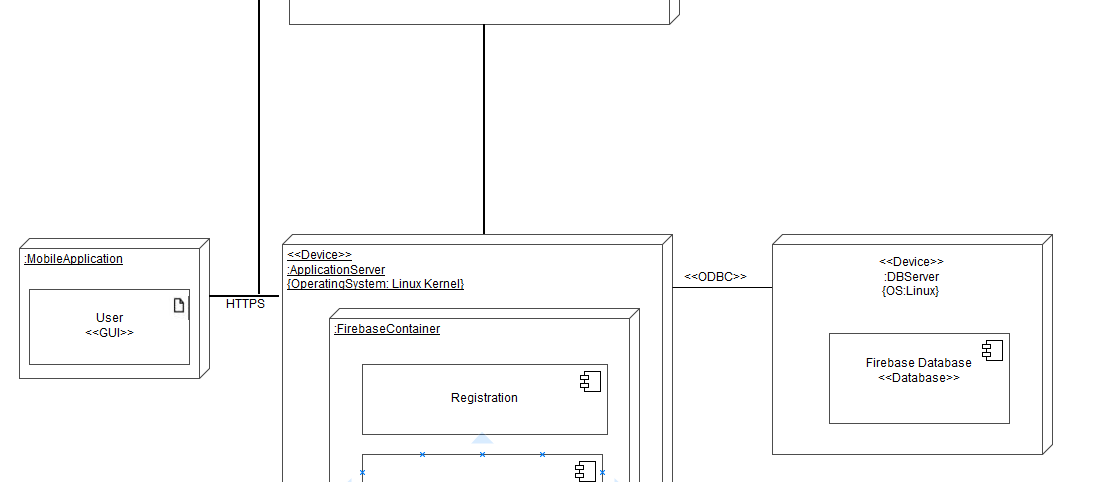 :MobileApplication
User
<<GUI>>
HTTPS
<<Device>>
:ApplicationServer
{OperatingSystem: Linux Kernel}
:FirebaseContainer
Registration
<<ODBC>>
<<Device>>
:DBServer
{OS:Linux}
Firebase Database
<<Database>>